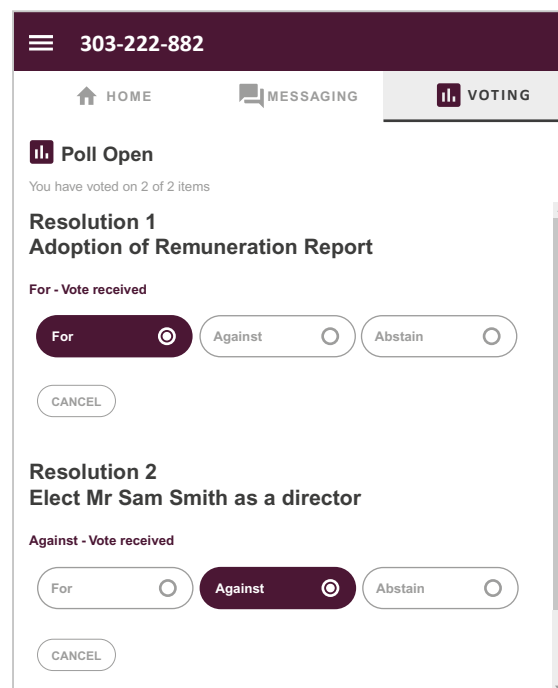 303-222-882
HOME MESSAGING VOTING
Poll Open
You have voted on 2 of 2 items
Resolution 1
Adoption of Remuneration Report
For - Vote received
For Against Abstain
CANCEL
Resolution 2
Elect Mr Sam Smith as a director
Against - Vote received
For Against Abstain
CANCEL